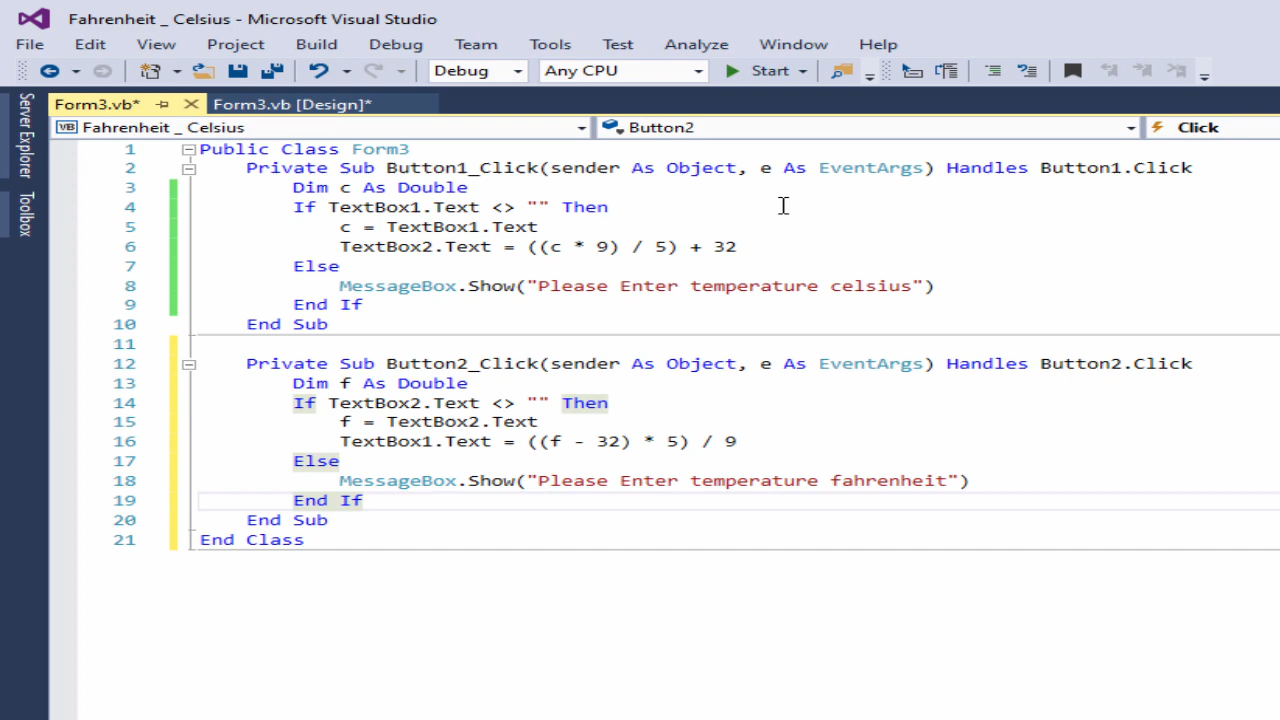 Fahrenheit _ Celsius - Microsoft Visual Studio
File Edit View Project Build Debug Team Tools Test Analyze Window Help
Debug Any CPU Start
Form3.vb* Form3.vb [Design]*
VB Fahrenheit _ Celsius Button2 Click
Server Explorer
Toolbox
1 Public Class Form3
2 Private Sub Button1_Click(sender As Object, e As EventArgs) Handles Button1.Click
3 Dim c As Double
4 If TextBox1.Text <> "" Then
5 c = TextBox1.Text
6 TextBox2.Text = ((c * 9) / 5) + 32
7 Else
8 MessageBox.Show("Please Enter temperature celsius")
9 End If
10 End Sub
11
12 Private Sub Button2_Click(sender As Object, e As EventArgs) Handles Button2.Click
13 Dim f As Double
14 If TextBox2.Text <> "" Then
15 f = TextBox2.Text
16 TextBox1.Text = ((f - 32) * 5) / 9
17 Else
18 MessageBox.Show("Please Enter temperature fahrenheit")
19 End If
20 End Sub
21 End Class